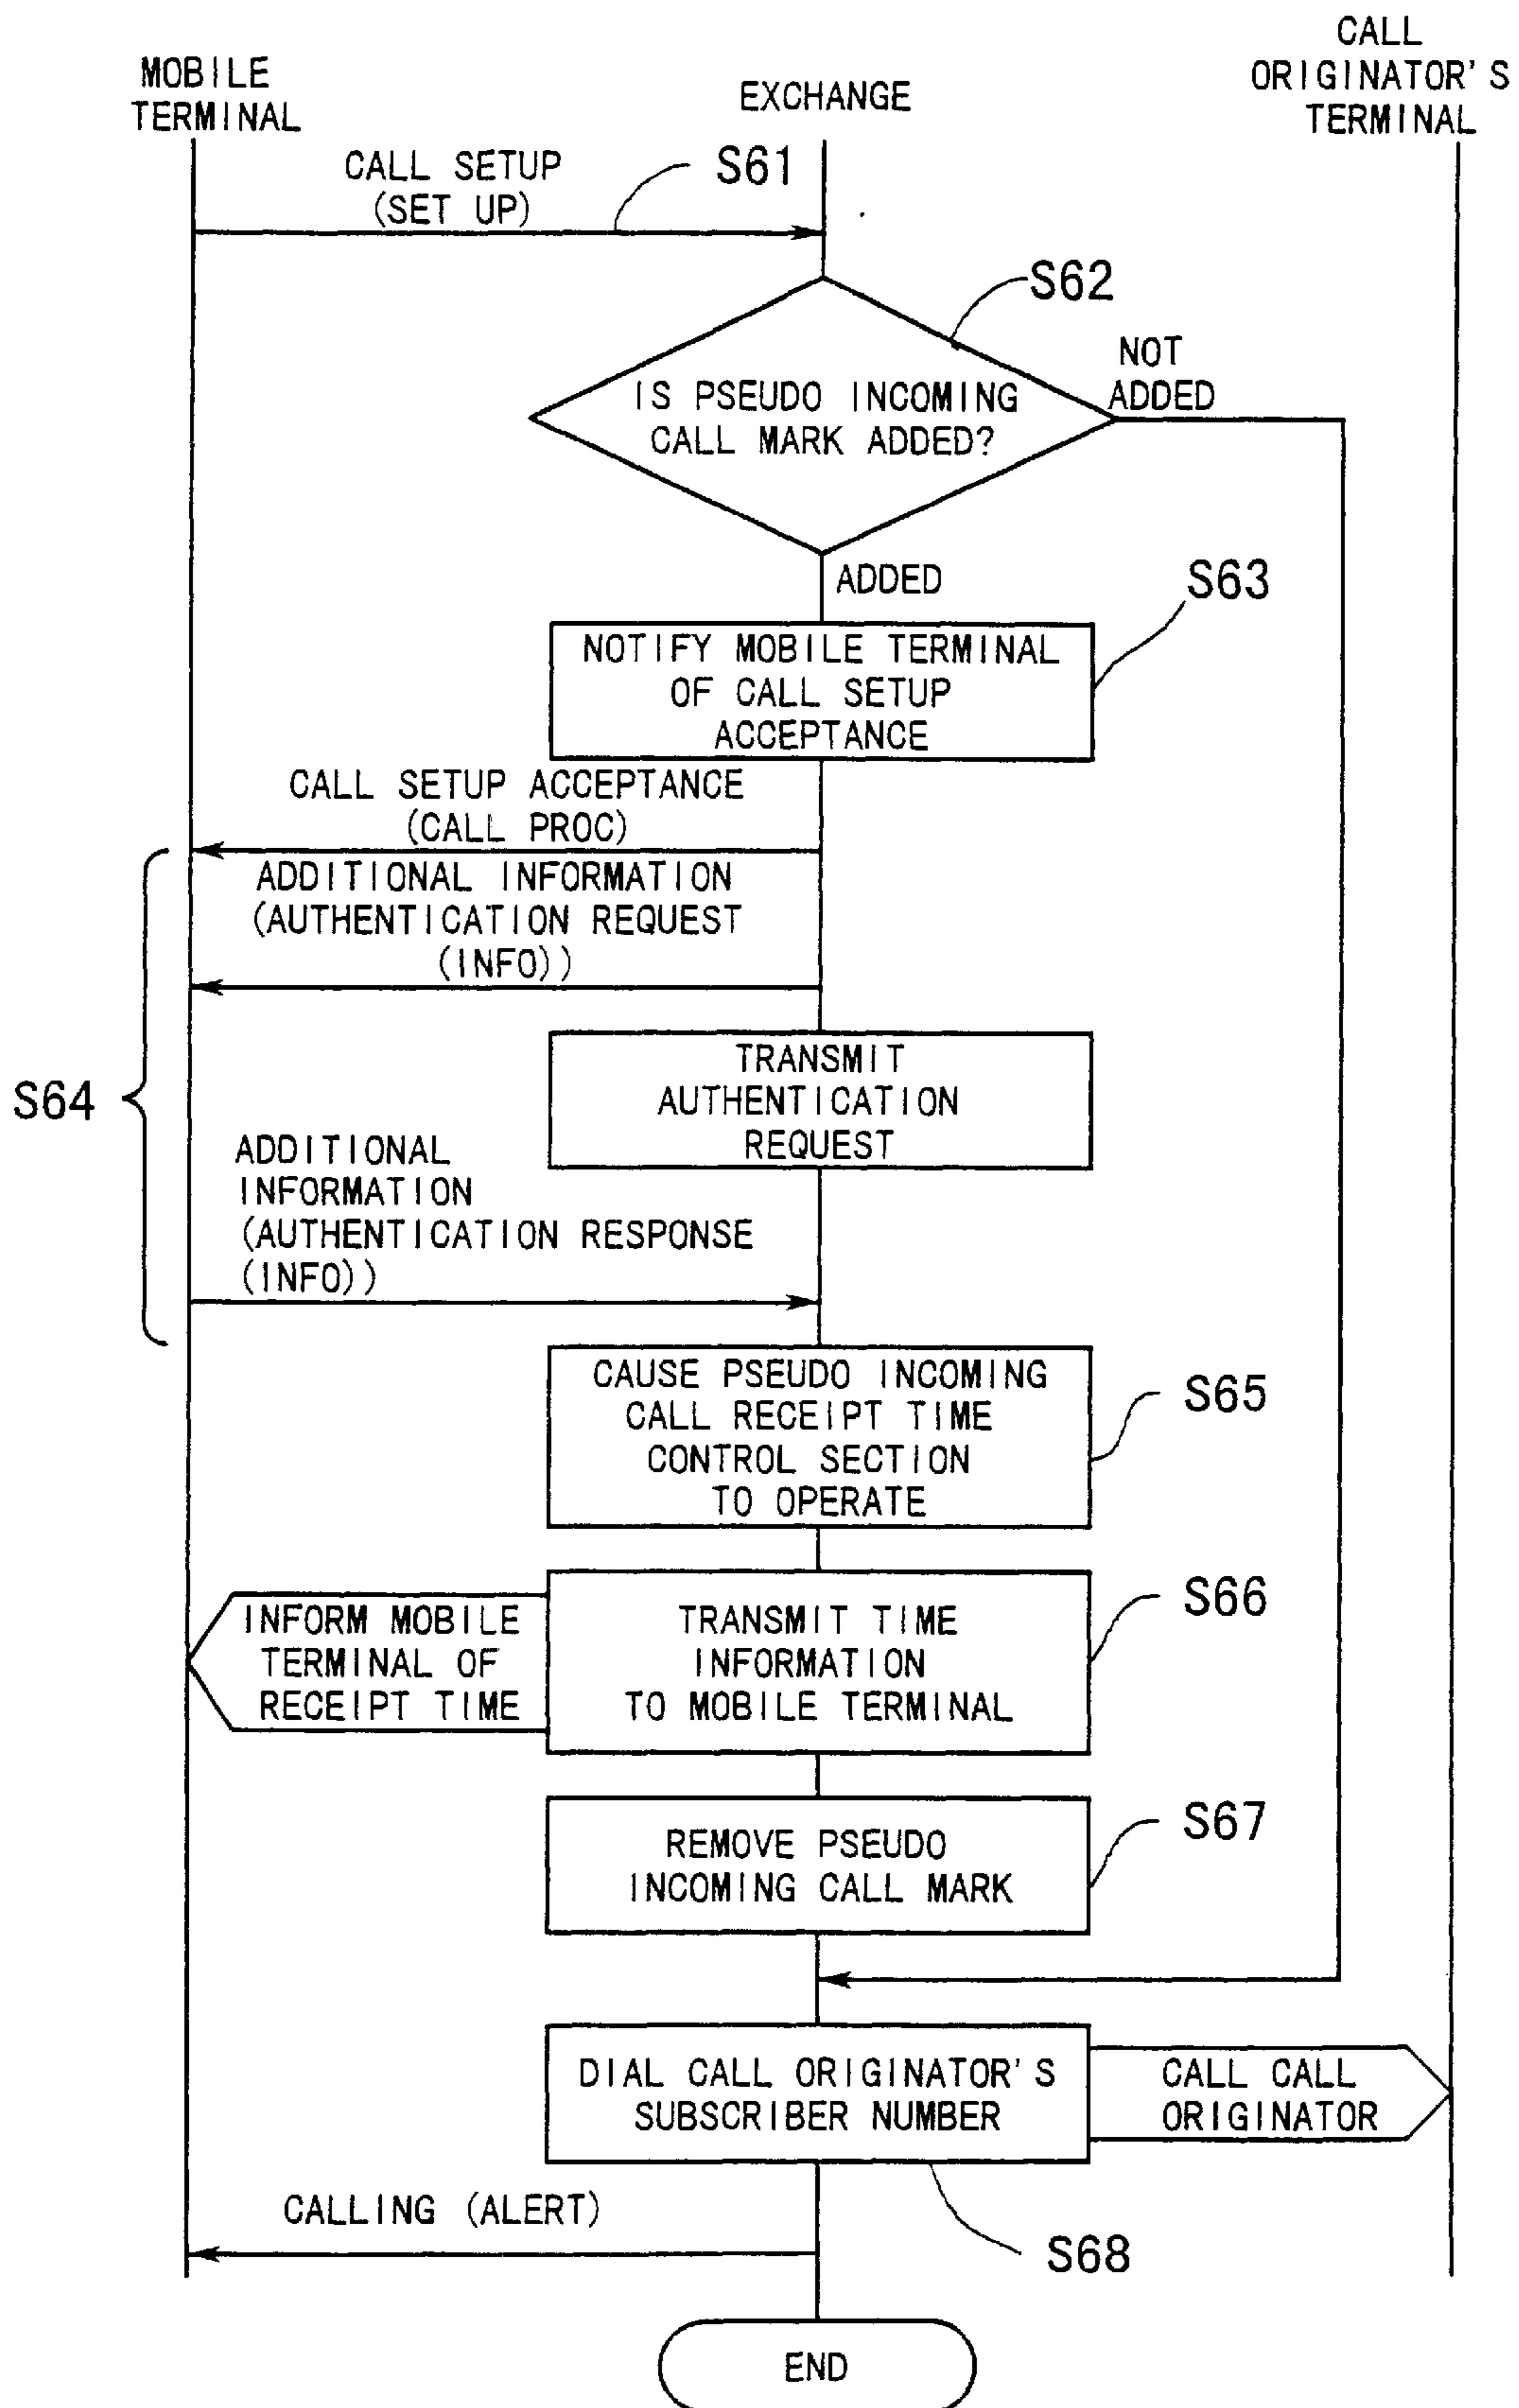 MOBILE
TERMINAL
EXCHANGE
CALL
ORIGINATOR'S
TERMINAL
CALL SETUP
(SET UP)
S61
S62
IS PSEUDO INCOMING
CALL MARK ADDED?
NOT
ADDED
ADDED
S63
NOTIFY MOBILE TERMINAL
OF CALL SETUP
ACCEPTANCE
CALL SETUP ACCEPTANCE
(CALL PROC)
ADDITIONAL INFORMATION
(AUTHENTICATION REQUEST
(INFO))
S64
TRANSMIT
AUTHENTICATION
REQUEST
ADDITIONAL
INFORMATION
(AUTHENTICATION RESPONSE
(INFO))
CAUSE PSEUDO INCOMING
CALL RECEIPT TIME
CONTROL SECTION
TO OPERATE
S65
INFORM MOBILE
TERMINAL OF
RECEIPT TIME
TRANSMIT TIME
INFORMATION
TO MOBILE TERMINAL
S66
REMOVE PSEUDO
INCOMING CALL MARK
S67
DIAL CALL ORIGINATOR'S
SUBSCRIBER NUMBER
CALL CALL
ORIGINATOR
CALLING (ALERT)
S68
END